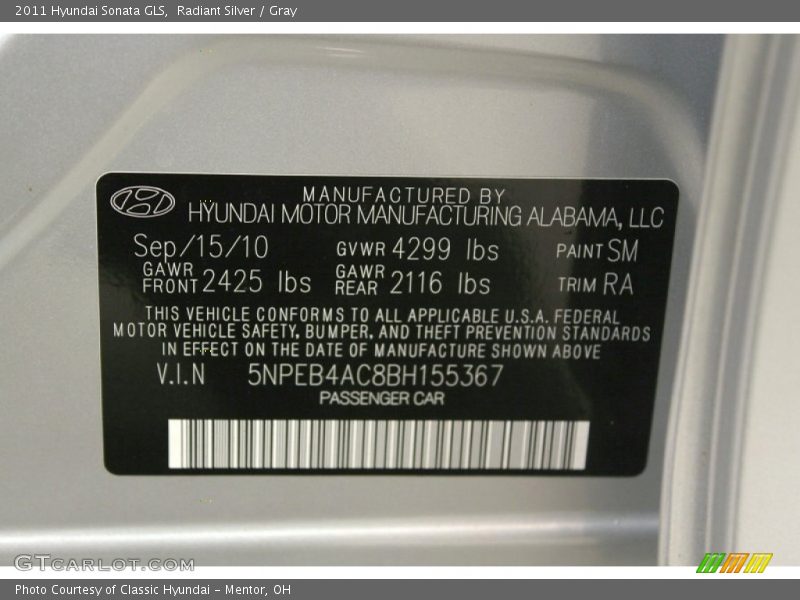 2011 Hyundai Sonata GLS,  Radiant Silver / Gray
MANUFACTURED BY
HYUNDAI MOTOR MANUFACTURING ALABAMA, LLC
Sep/15/10 GVWR 4299 lbs PAINT SM
GAWR FRONT 2425 lbs GAWR REAR 2116 lbs TRIM RA
THIS VEHICLE CONFORMS TO ALL APPLICABLE U.S.A. FEDERAL
MOTOR VEHICLE SAFETY, BUMPER, AND THEFT PREVENTION STANDARDS
IN EFFECT ON THE DATE OF MANUFACTURE SHOWN ABOVE
V.I.N 5NPEB4AC8BH155367
PASSENGER CAR
GTCARLOT.COM
Photo Courtesy of Classic Hyundai - Mentor, OH